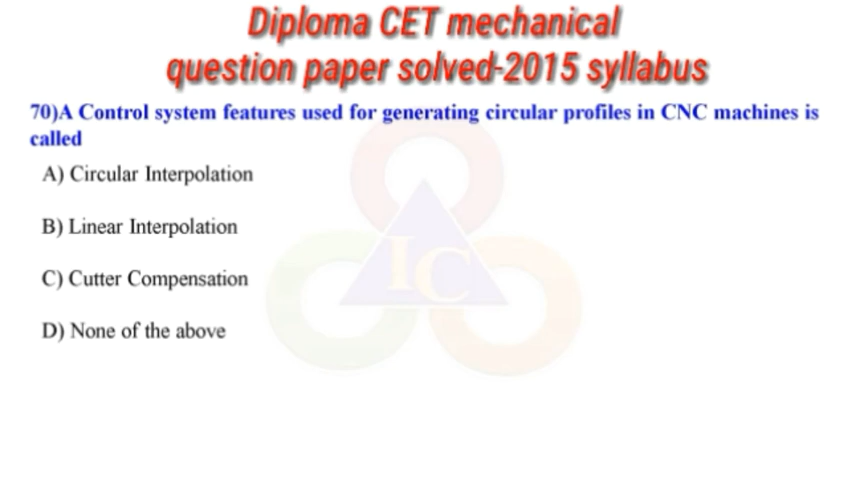 Diploma CET mechanical
question paper solved-2015 syllabus
70)A Control system features used for generating circular profiles in CNC machines is
called
A) Circular Interpolation
B) Linear Interpolation
C) Cutter Compensation
D) None of the above
IC